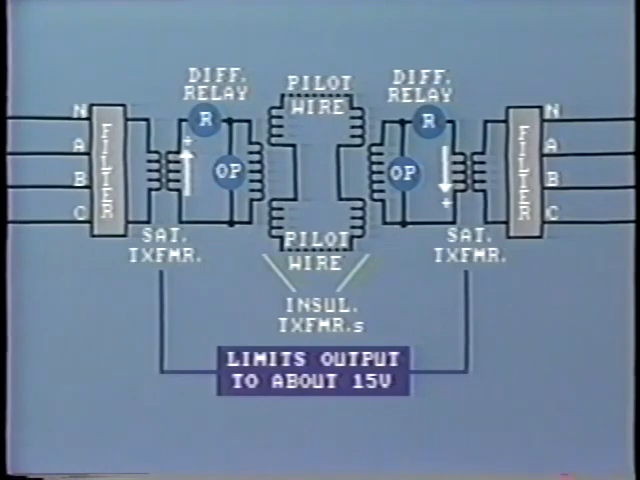 DIFF.
RELAY
PILOT
WIRE
DIFF.
RELAY
N
A
B
C
FILTER
R
OP
R
OP
FILTER
N
A
B
C
SAT.
TXFMR.
PILOT
WIRE
SAT.
TXFMR.
+
+
INSUL.
TXFMR.s
LIMITS OUTPUT
TO ABOUT 15V